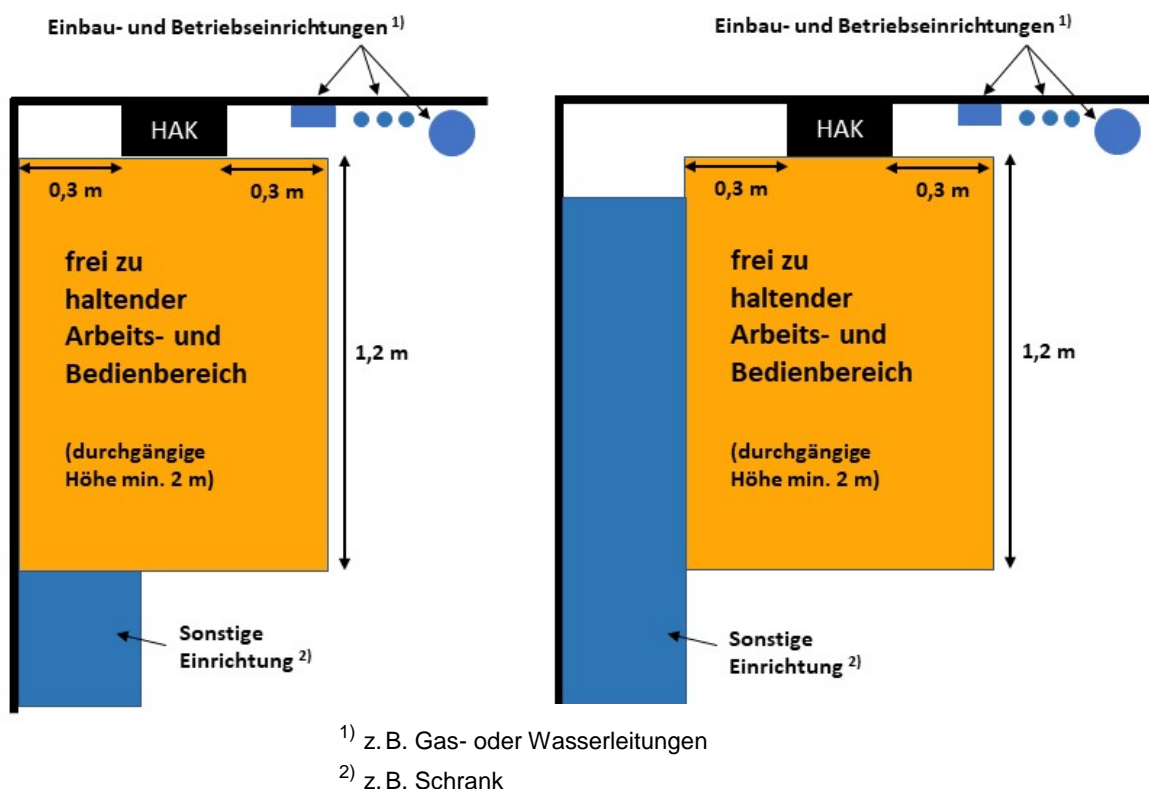 Einbau- und Betriebseinrichtungen 1)
HAK
0,3 m
0,3 m
frei zu
haltender
Arbeits- und
Bedienbereich
1,2 m
(durchgängige
Höhe min. 2 m)
Sonstige
Einrichtung 2)
Einbau- und Betriebseinrichtungen 1)
HAK
0,3 m
0,3 m
frei zu
haltender
Arbeits- und
Bedienbereich
1,2 m
(durchgängige
Höhe min. 2 m)
Sonstige
Einrichtung 2)
1) z. B. Gas- oder Wasserleitungen
2) z. B. Schrank